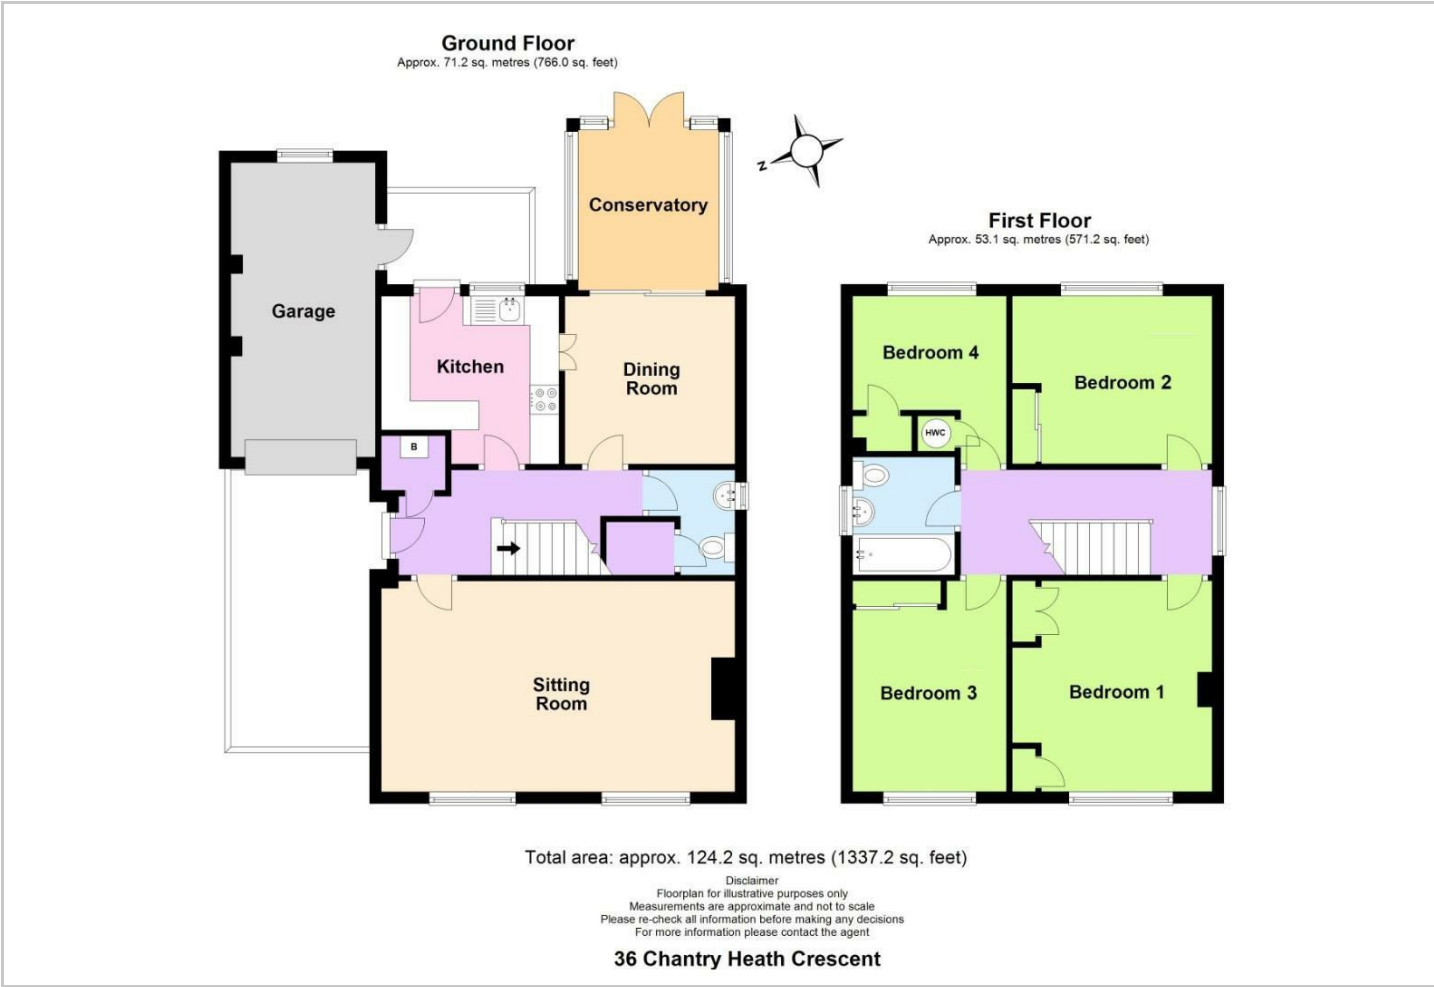 Ground Floor
Approx. 71.2 sq. metres (766.0 sq. feet)
Conservatory
Garage
Kitchen
Dining
Room
B
Sitting
Room
N
First Floor
Approx. 53.1 sq. metres (571.2 sq. feet)
Bedroom 4
Bedroom 2
HWC
Bedroom 3
Bedroom 1
Total area: approx. 124.2 sq. metres (1337.2 sq. feet)
Disclaimer
Floorplan for illustrative purposes only
Measurements are approximate and not to scale
Please re-check all information before making any decisions
For more information please contact the agent
36 Chantry Heath Crescent